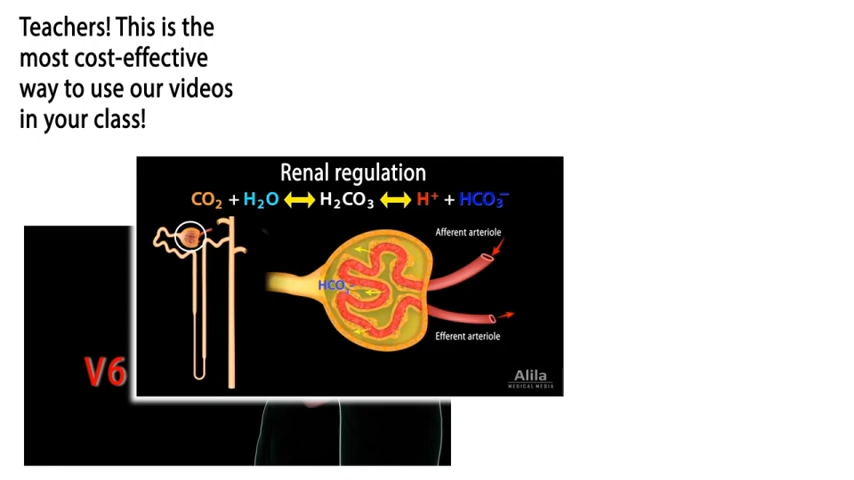 Teachers! This is the
most cost-effective
way to use our videos
in your class!
Renal regulation
CO₂ + H₂O ⟷ H₂CO₃ ⟷ H⁺ + HCO₃⁻
Afferent arteriole
HCO₃⁻
Efferent arteriole
V6
Alila
MEDICAL MEDIA